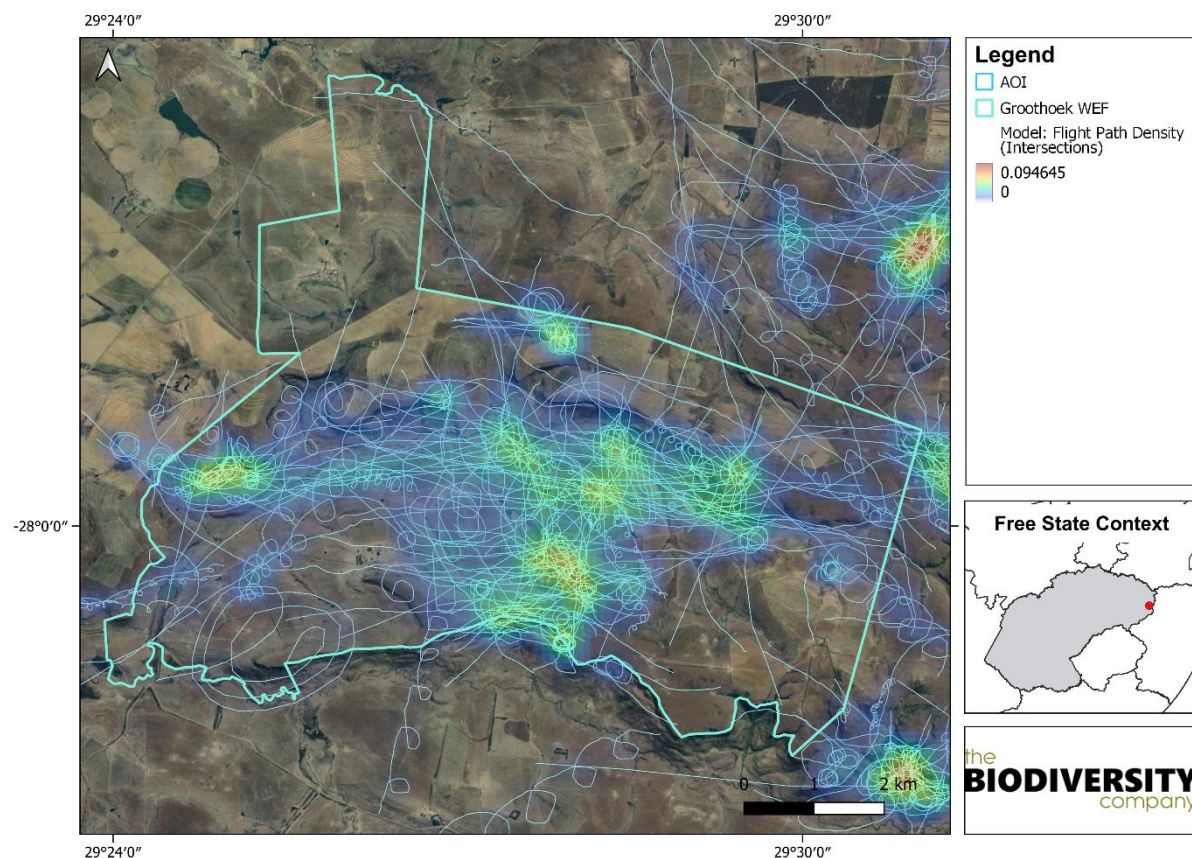 29°24′0″
29°30′0″
Legend
AOI
Groothoek WEF
Model: Flight Path Density
(Intersections)
0.094645
0
-28°0′0″
Free State Context
0 1 2 km
the
BIODIVERSITY
company
29°24′0″
29°30′0″